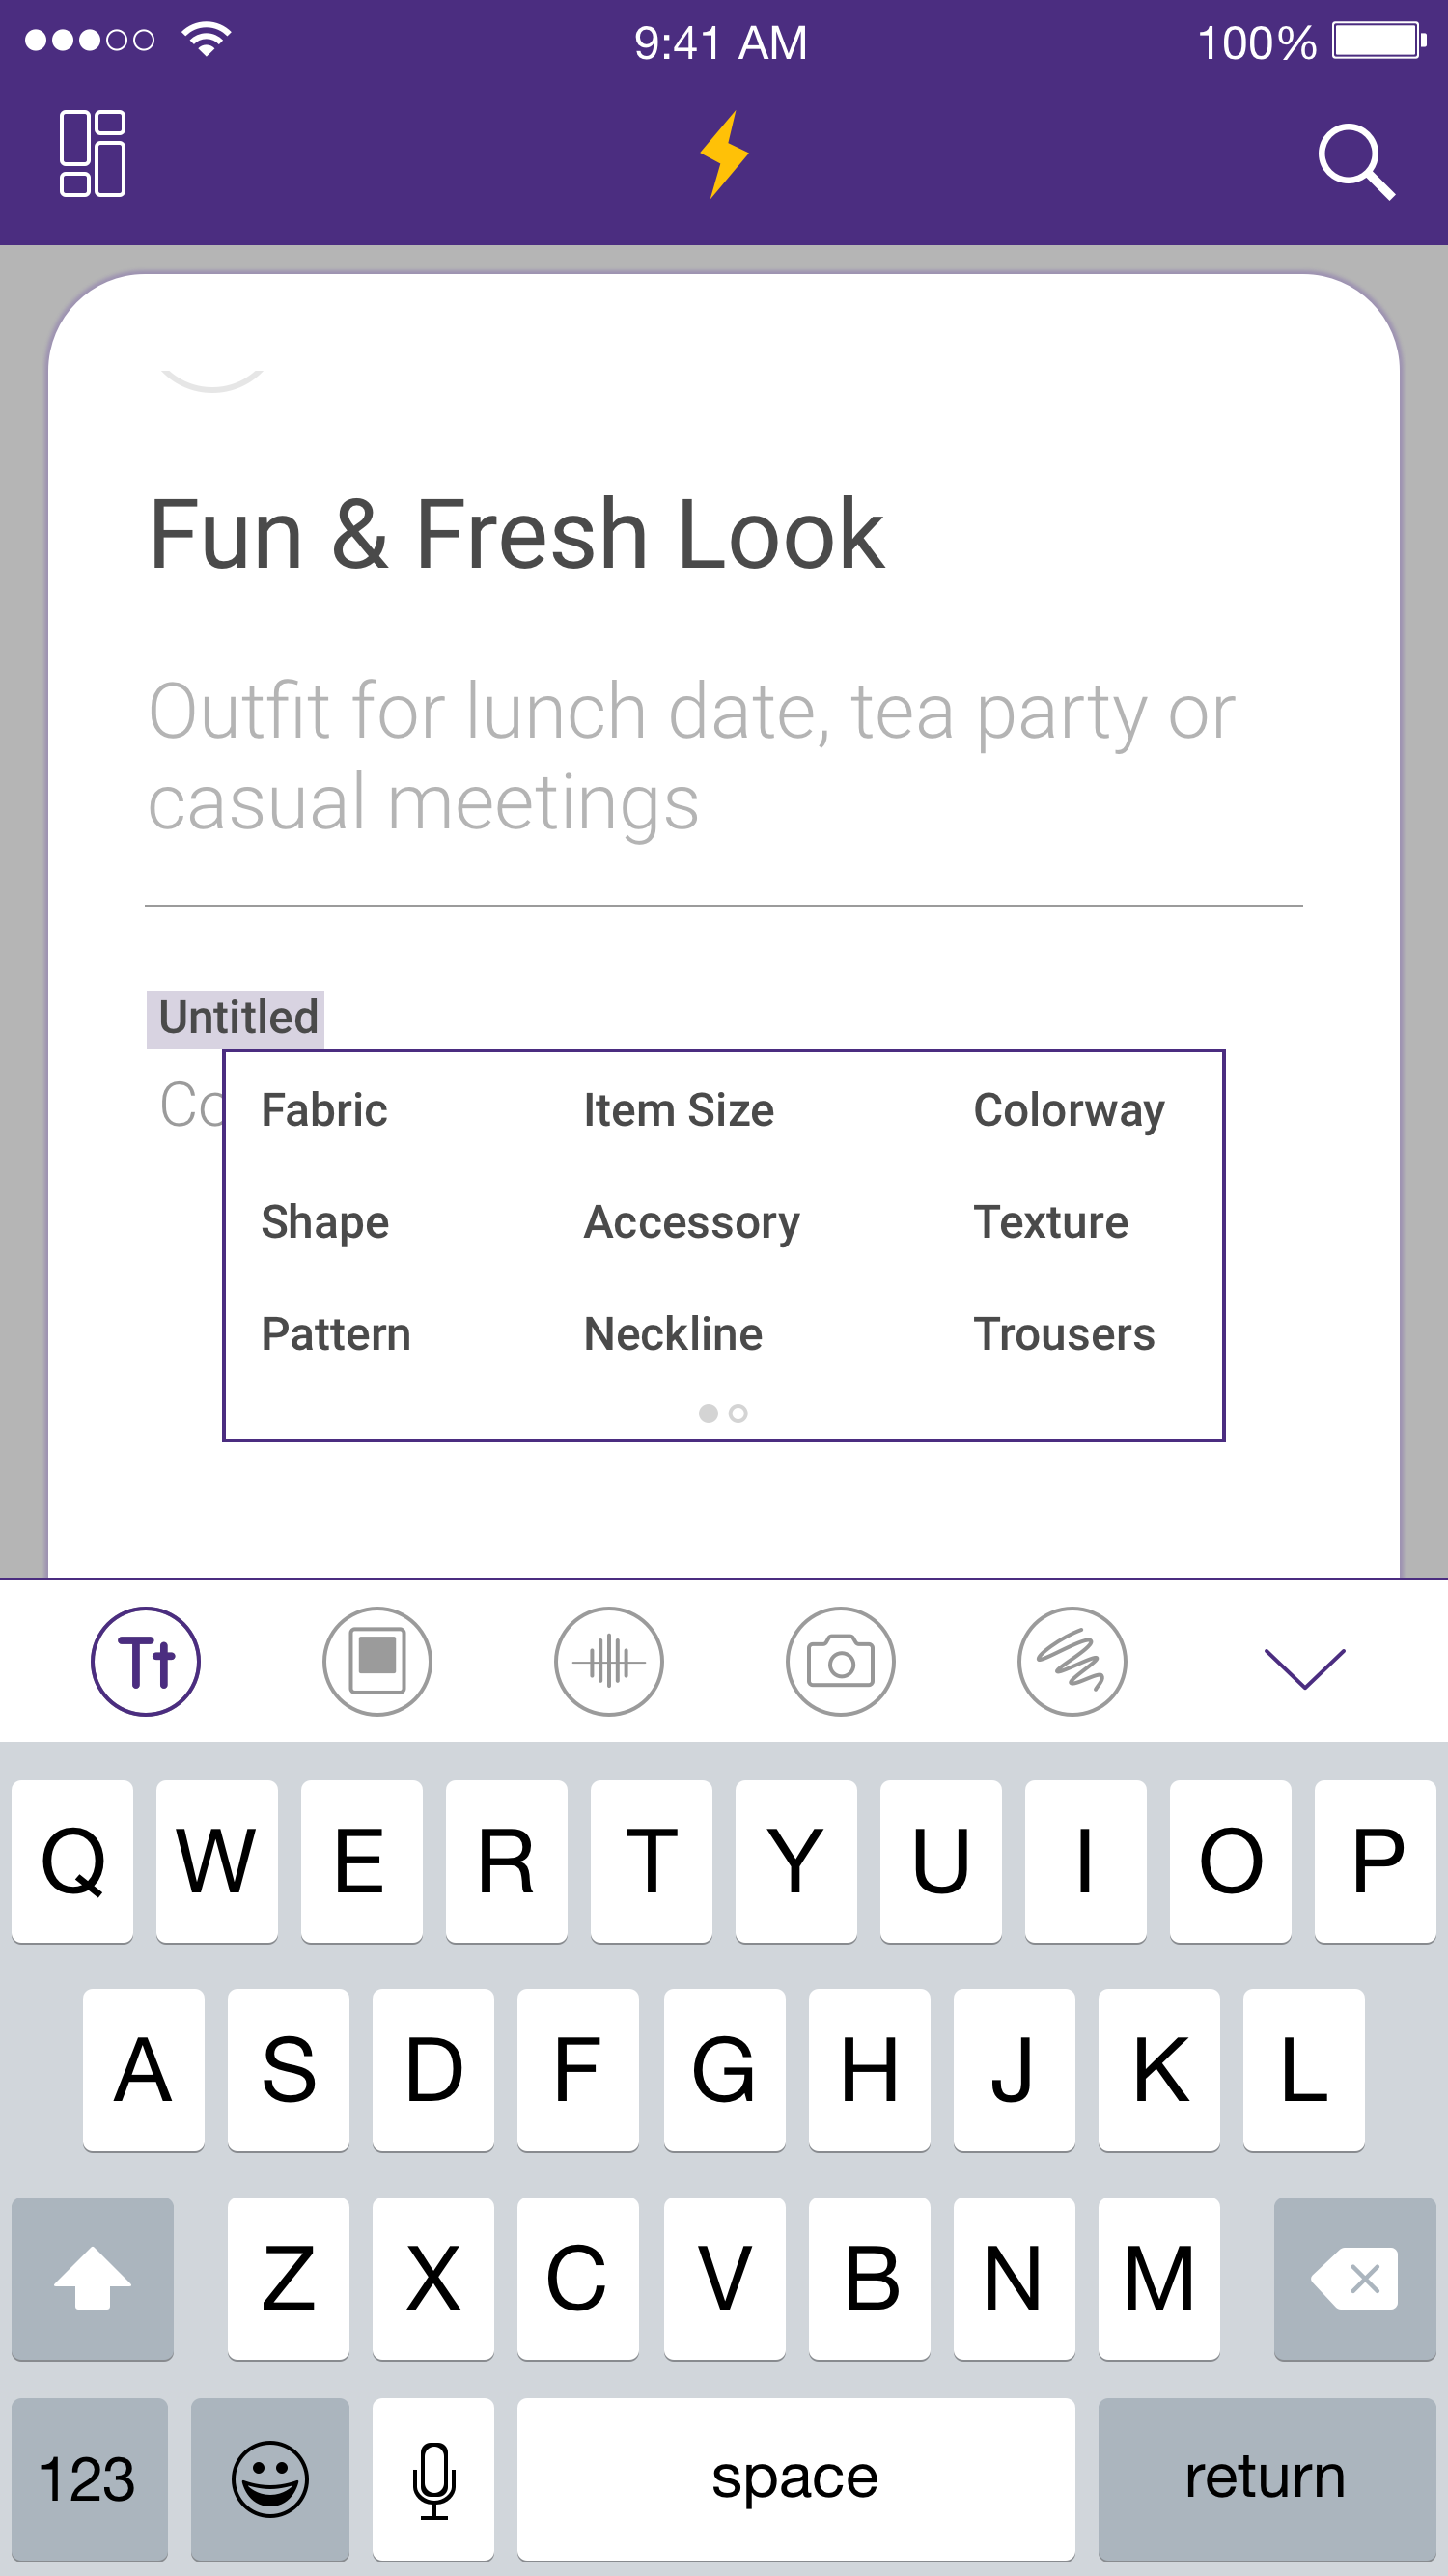 9:41 AM 100%
Fun & Fresh Look
Outfit for lunch date, tea party or
casual meetings
Untitled
Fabric Item Size Colorway
Shape Accessory Texture
Pattern Neckline Trousers
Tt
Q W E R T Y U I O P
A S D F G H J K L
Z X C V B N M
123 space return